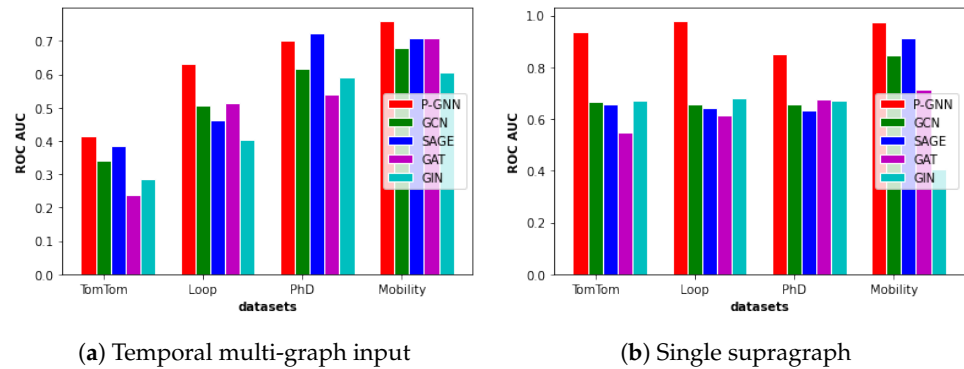 0.7
0.6
0.5
0.4
0.3
0.2
0.1
0.0
ROC AUC
P-GNN
GCN
SAGE
GAT
GIN
TomTom Loop PhD Mobility
datasets
(a) Temporal multi-graph input
1.0
0.8
0.6
0.4
0.2
0.0
ROC AUC
P-GNN
GCN
SAGE
GAT
GIN
TomTom Loop PhD Mobility
datasets
(b) Single supragraph